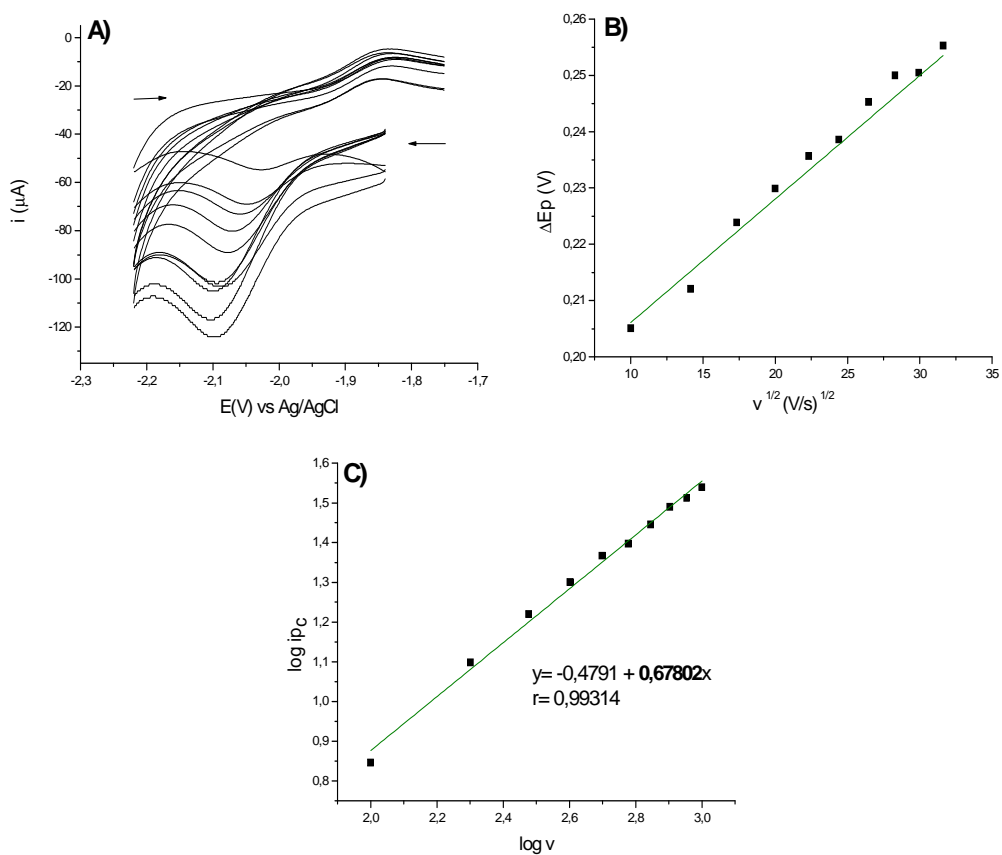 A)
0
-20
-40
-60
-80
-100
-120
i (µA)
-2,3 -2,2 -2,1 -2,0 -1,9 -1,8 -1,7
E(V) vs Ag/AgCl
B)
0,26
0,25
0,24
0,23
0,22
0,21
0,20
ΔEp (V)
10 15 20 25 30 35
v 1/2 (V/s) 1/2
C)
1,6
1,5
1,4
1,3
1,2
1,1
1,0
0,9
0,8
log ipc
y= -0,4791 + 0,67802x
r= 0,99314
2,0 2,2 2,4 2,6 2,8 3,0
log v